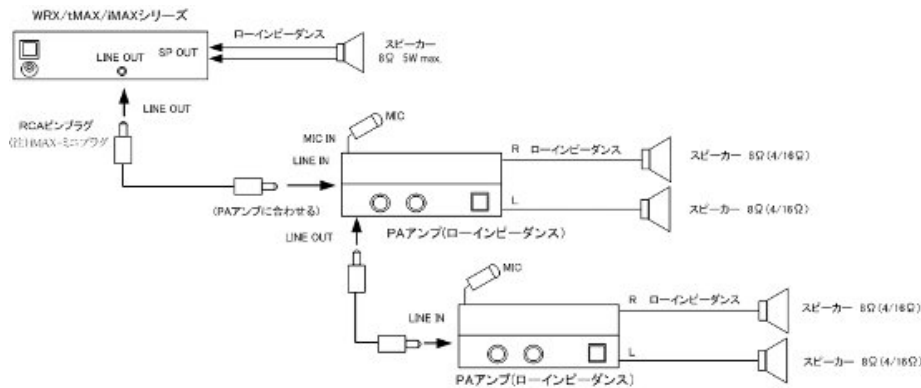 WRX/tMAX/iMAXシリーズ
LINE OUT
SP OUT
ローインピーダンス
スピーカー
8Ω 5W max.
LINE OUT
RCAピンプラグ
(注)iMAX-ミニプラグ
MIC
MIC IN
LINE IN
(PAアンプに合わせる)
R ローインピーダンス
スピーカー 8Ω(4/16Ω)
L
スピーカー 8Ω(4/16Ω)
PAアンプ(ローインピーダンス)
LINE OUT
MIC
LINE IN
R ローインピーダンス
スピーカー 8Ω(4/16Ω)
L
スピーカー 8Ω(4/16Ω)
PAアンプ(ローインピーダンス)